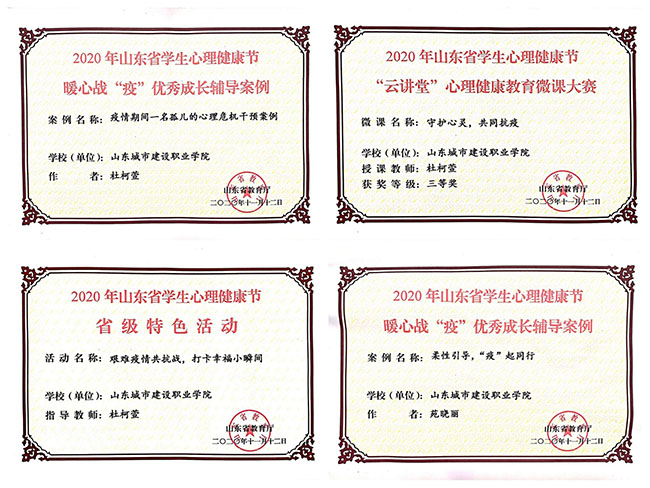 2020年山东省学生心理健康节
暖心战“疫”优秀成长辅导案例
案例名称：疫情期间一名孤儿的心理危机干预案例
学校(单位)：山东城市建设职业学院
作 者：杜柯萱
山东省教育厅
二〇二〇年十一月十二日
2020年山东省学生心理健康节
“云讲堂”心理健康教育微课大赛
微课名称：守护心灵，共同抗疫
学校(单位)：山东城市建设职业学院
授课教师：杜柯萱
获奖等级：三等奖
山东省教育厅
二〇二〇年十一月十二日
2020年山东省学生心理健康节
省级特色活动
活动名称：艰难疫情共抗战，打卡幸福小瞬间
学校(单位)：山东城市建设职业学院
指导教师：杜柯萱
山东省教育厅
二〇二〇年十一月十二日
2020年山东省学生心理健康节
暖心战“疫”优秀成长辅导案例
案例名称：柔性引导，“疫”起同行
学校(单位)：山东城市建设职业学院
作 者：苑晓丽
山东省教育厅
二〇二〇年十一月十二日